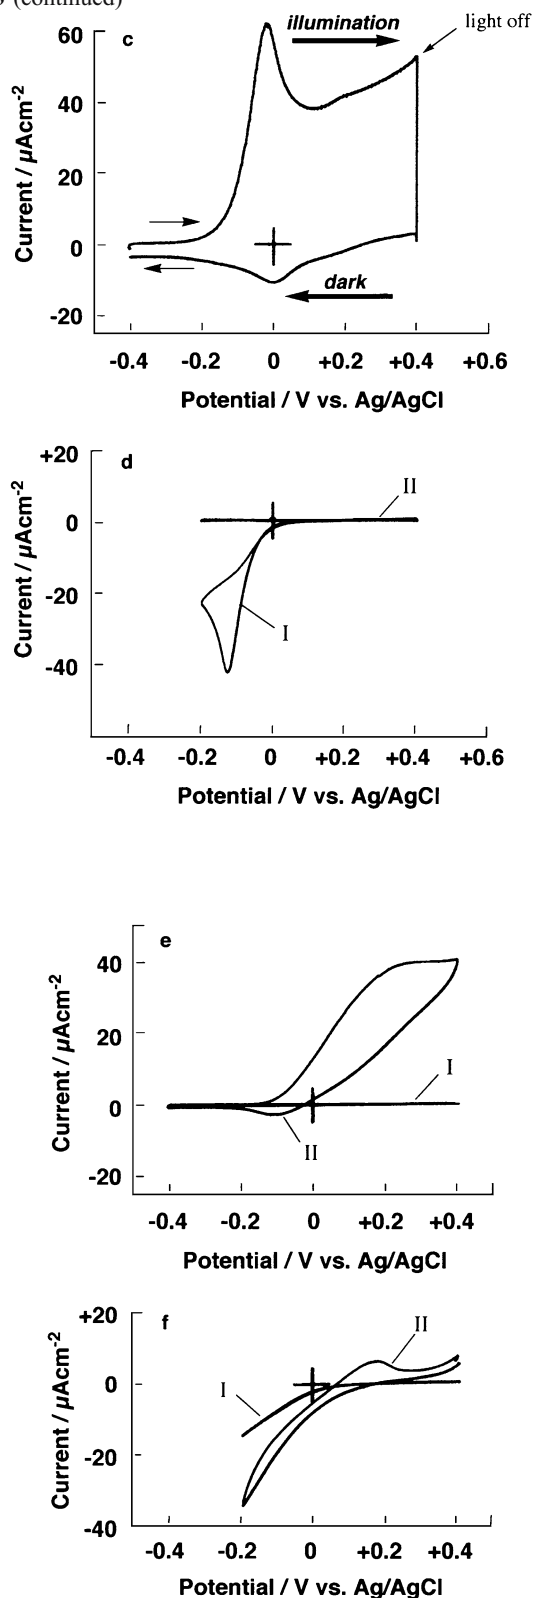 (continued)
60
c
illumination
light off
40
20
0
-20
Current / µAcm-2
dark
-0.4 -0.2 0 +0.2 +0.4 +0.6
Potential / V vs. Ag/AgCl
+20
d
II
0
-20
I
-40
Current / µAcm-2
-0.4 -0.2 0 +0.2 +0.4 +0.6
Potential / V vs. Ag/AgCl
e
40
20
I
0
II
-20
Current / µAcm-2
-0.4 -0.2 0 +0.2 +0.4
Potential / V vs. Ag/AgCl
+20
f
II
0
I
-20
-40
Current / µAcm-2
-0.4 -0.2 0 +0.2 +0.4
Potential / V vs. Ag/AgCl